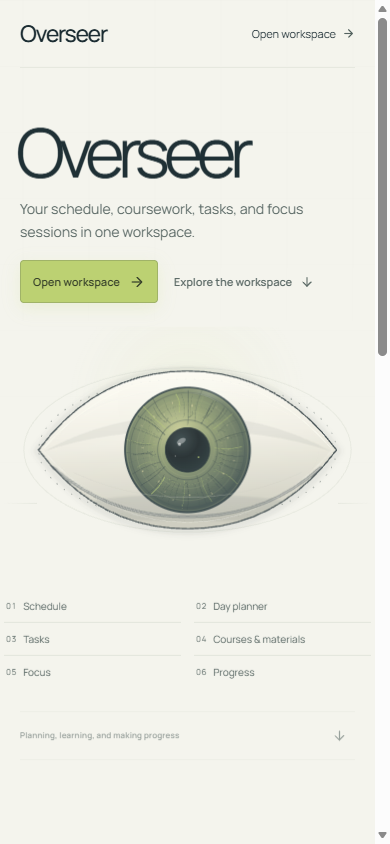 Overseer
Open workspace
Overseer
Your schedule, coursework, tasks, and focus
sessions in one workspace.
Open workspace
Explore the workspace
01 Schedule
02 Day planner
03 Tasks
04 Courses & materials
05 Focus
06 Progress
Planning, learning, and making progress